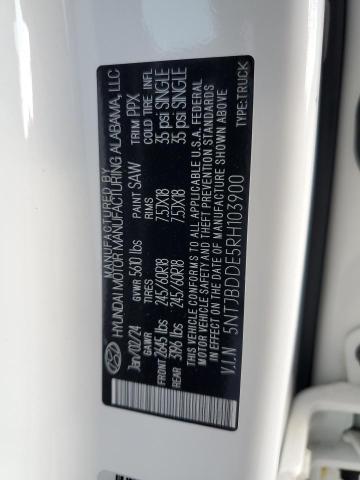 MANUFACTURED BY
HYUNDAI MOTOR MANUFACTURING ALABAMA, LLC
Jan/02/24 GVWR 5610 lbs PAINT SAW TRIM PPX
GAWR TIRES RIMS COLD TIRE INFL
FRONT 2645 lbs 245/60R18 7.5JX18 35 psi SINGLE
REAR 3196 lbs 245/60R18 7.5JX18 35 psi SINGLE
THIS VEHICLE CONFORMS TO ALL APPLICABLE U.S.A. FEDERAL
MOTOR VEHICLE SAFETY AND THEFT PREVENTION STANDARDS
IN EFFECT ON THE DATE OF MANUFACTURE SHOWN ABOVE.
V.I.N 5NTJBDDE5RH103900 TYPE:TRUCK